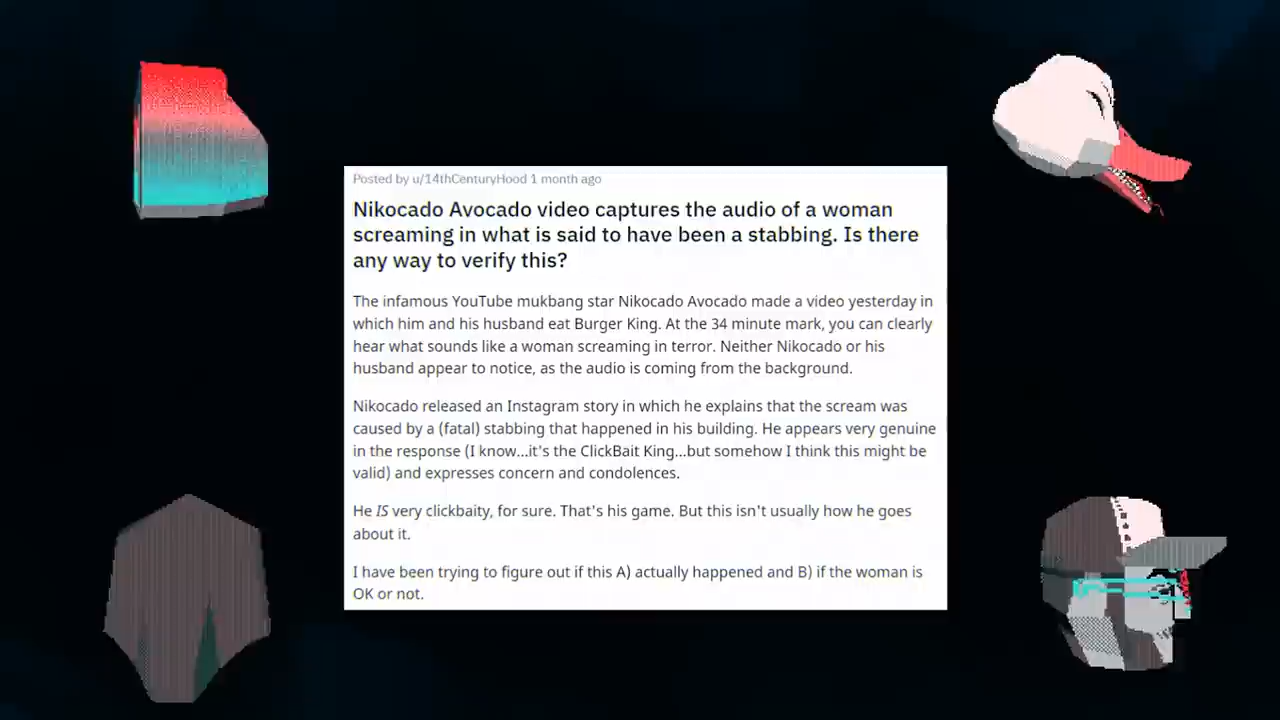 Posted by u/14thCenturyHood 1 month ago
Nikocado Avocado video captures the audio of a woman
screaming in what is said to have been a stabbing. Is there
any way to verify this?
The infamous YouTube mukbang star Nikocado Avocado made a video yesterday in
which him and his husband eat Burger King. At the 34 minute mark, you can clearly
hear what sounds like a woman screaming in terror. Neither Nikocado or his
husband appear to notice, as the audio is coming from the background.
Nikocado released an Instagram story in which he explains that the scream was
caused by a (fatal) stabbing that happened in his building. He appears very genuine
in the response (I know...it's the ClickBait King...but somehow I think this might be
valid) and expresses concern and condolences.
He IS very clickbaity, for sure. That's his game. But this isn't usually how he goes
about it.
I have been trying to figure out if this A) actually happened and B) if the woman is
OK or not.